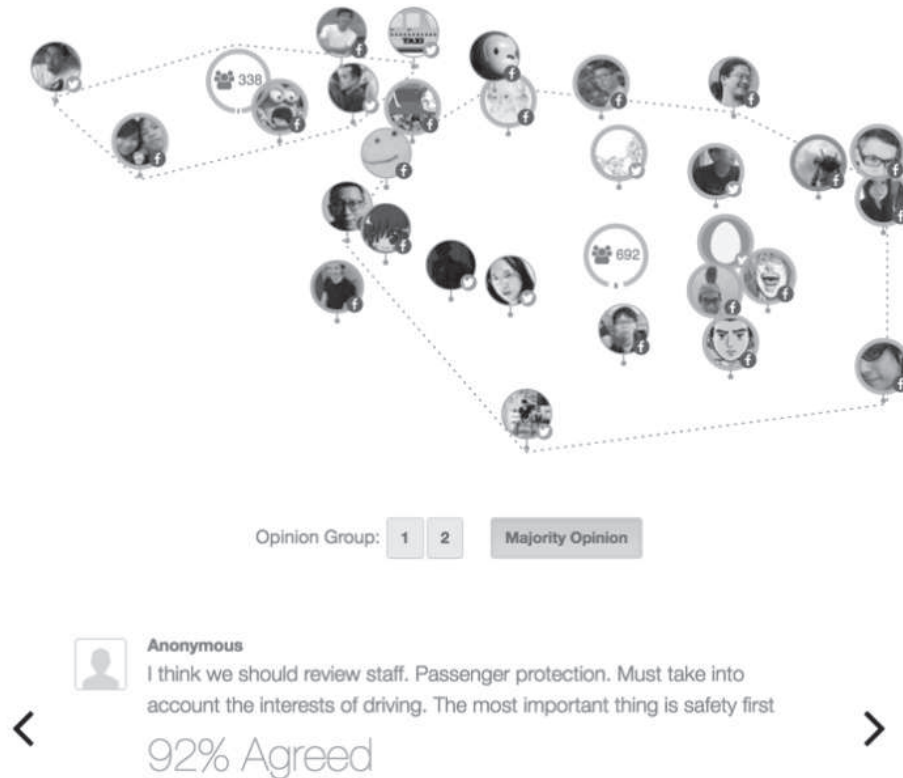 TAXI
338
692
Opinion Group: 1 2 Majority Opinion
Anonymous
I think we should review staff. Passenger protection. Must take into
account the interests of driving. The most important thing is safety first
92% Agreed